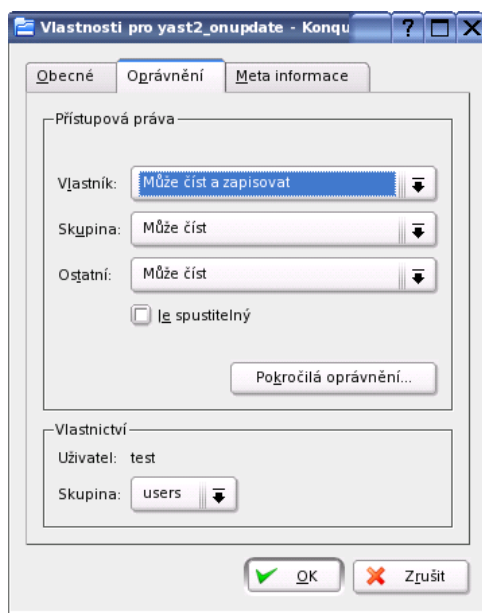 Vlastnosti pro yast2_onupdate - Konqu
Obecné Oprávnění Meta informace
Přístupová práva
Vlastník: Může číst a zapisovat
Skupina: Může číst
Ostatní: Může číst
Je spustitelný
Pokročilá oprávnění...
Vlastnictví
Uživatel: test
Skupina: users
OK Zrušit